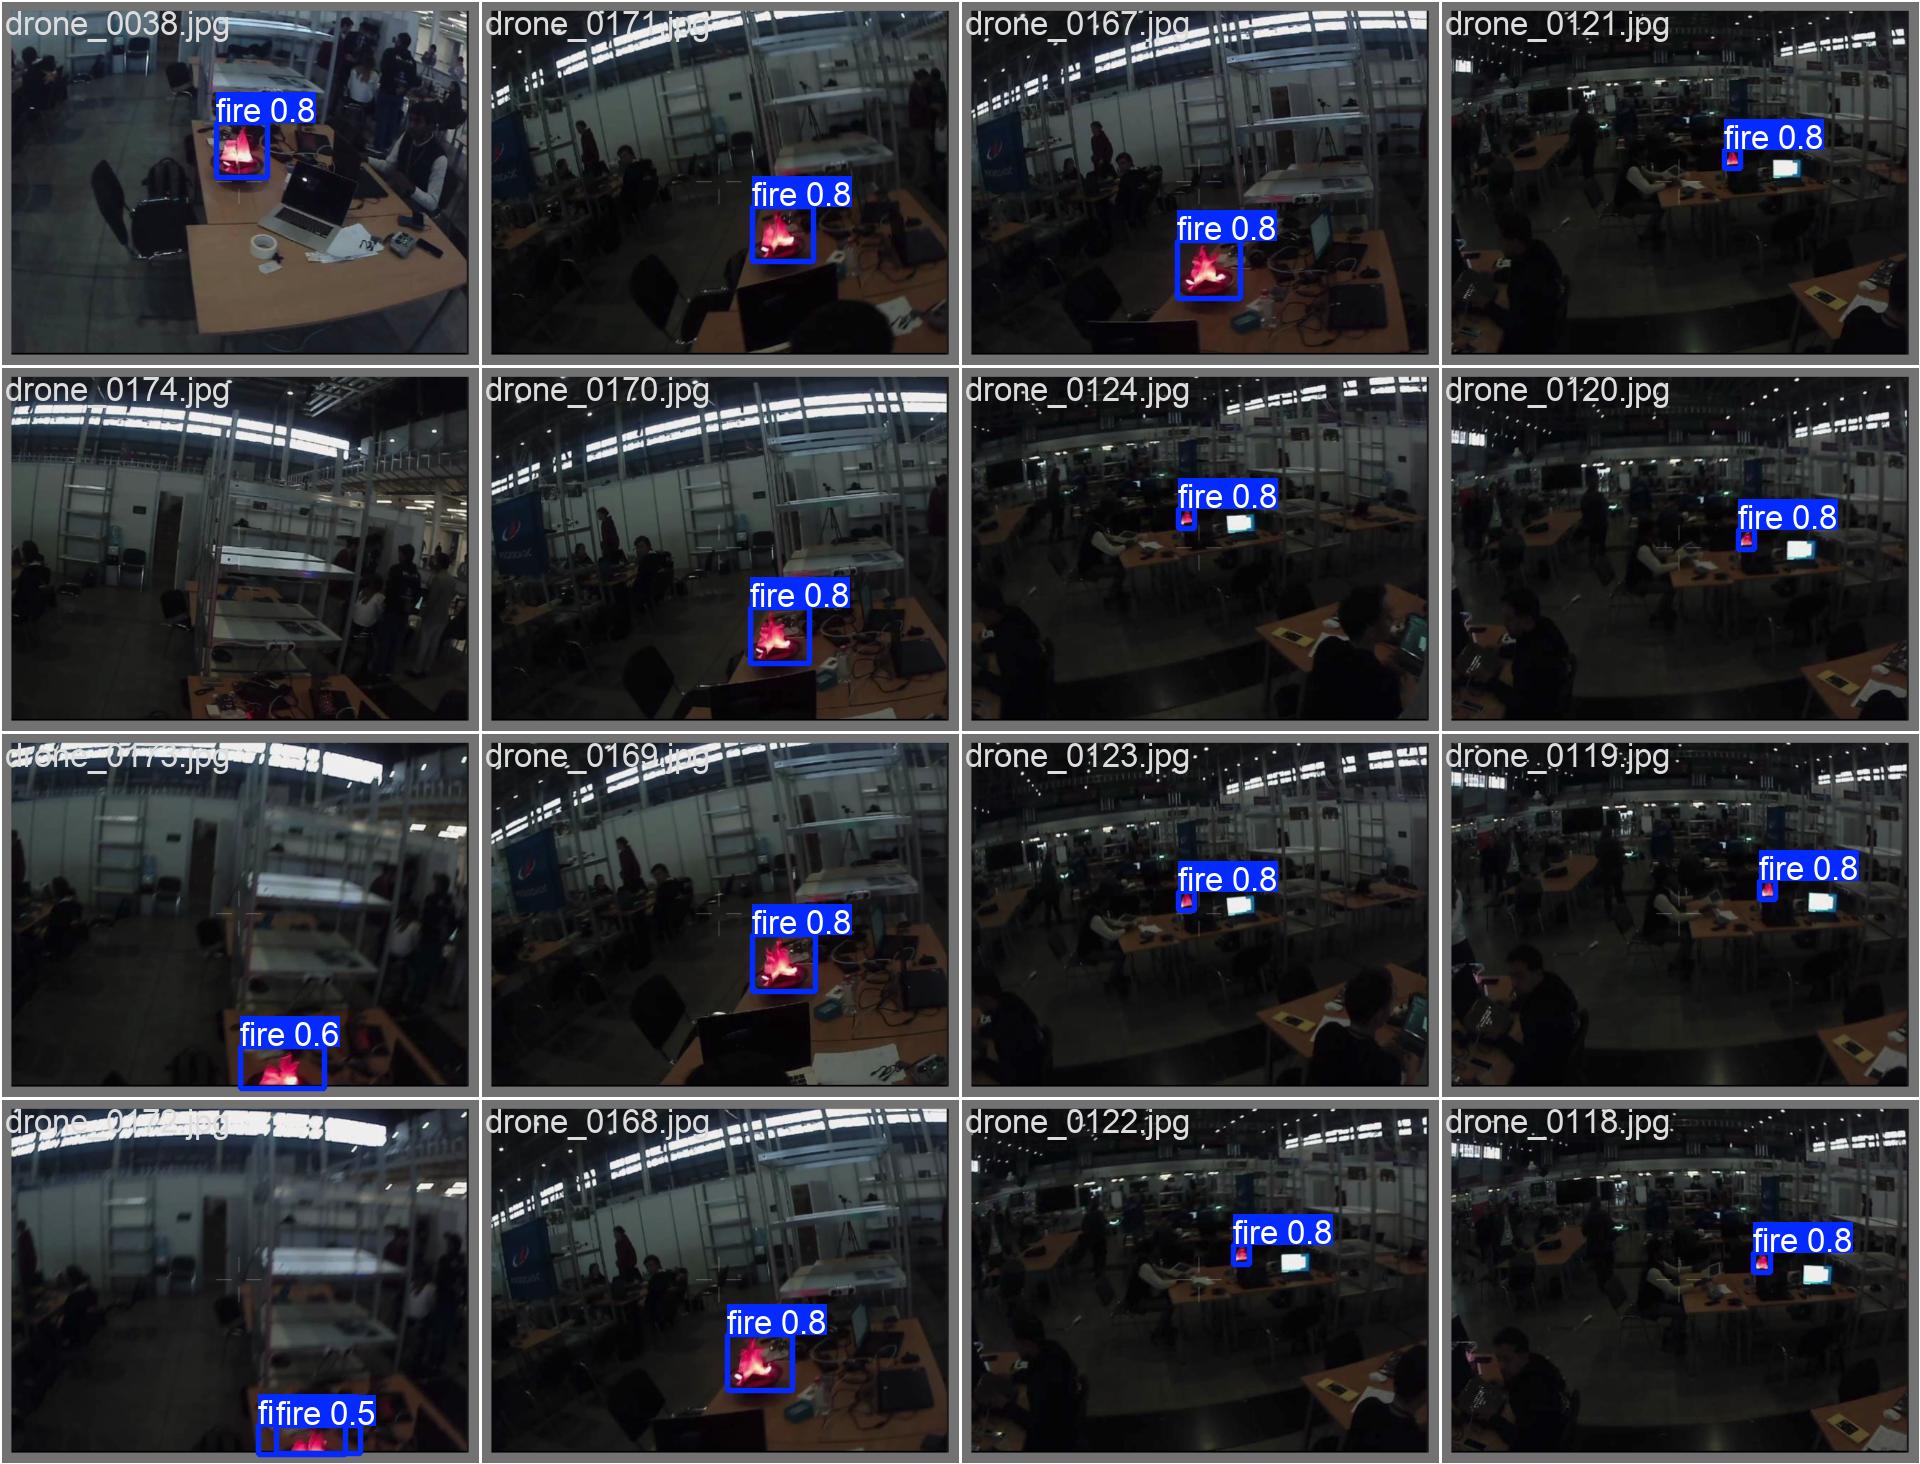 drone_0038.jpg
fire 0.8
drone_0171.jpg
fire 0.8
drone_0167.jpg
fire 0.8
drone_0121.jpg
fire 0.8
drone_0174.jpg
drone_0170.jpg
fire 0.8
drone_0124.jpg
fire 0.8
drone_0120.jpg
fire 0.8
drone_0173.jpg
fire 0.6
drone_0169.jpg
fire 0.8
drone_0123.jpg
fire 0.8
drone_0119.jpg
fire 0.8
drone_0172.jpg
fifire 0.5
drone_0168.jpg
fire 0.8
drone_0122.jpg
fire 0.8
drone_0118.jpg
fire 0.8